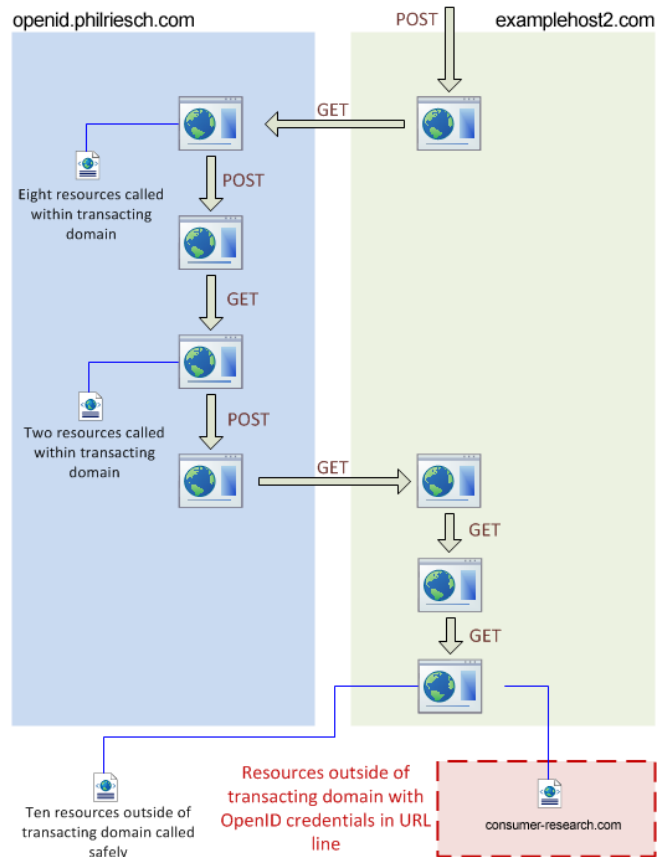 openid.philriesch.com
examplehost2.com
POST
GET
POST
Eight resources called
within transacting
domain
GET
POST
Two resources called
within transacting
domain
GET
GET
GET
Resources outside of
transacting domain with
OpenID credentials in URL
line
Ten resources outside of
transacting domain called
safely
consumer-research.com